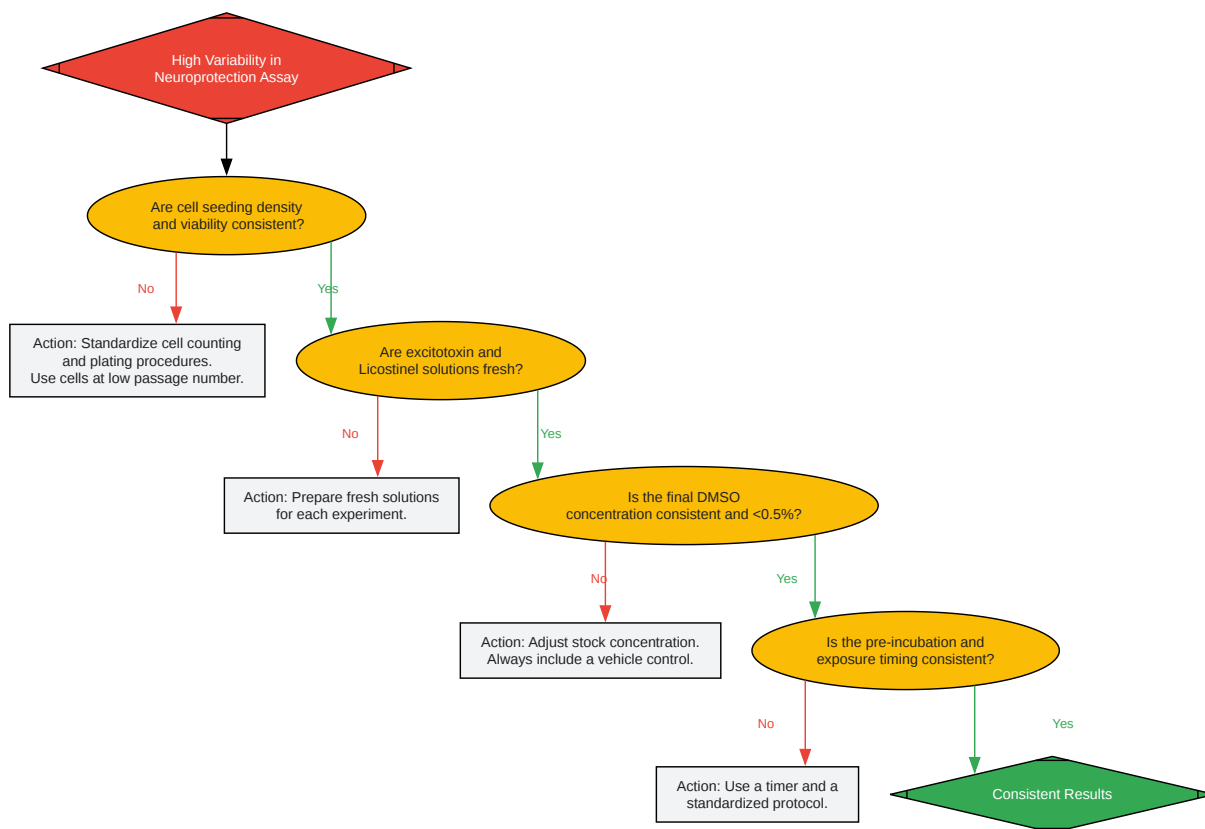 High Variability in
Neuroprotection Assay
Are cell seeding density
and viability consistent?
No
Yes
Action: Standardize cell counting
and plating procedures.
Use cells at low passage number.
Are excitotoxin and
Licostinel solutions fresh?
No
Yes
Action: Prepare fresh solutions
for each experiment.
Is the final DMSO
concentration consistent and <0.5%?
No
Yes
Action: Adjust stock concentration.
Always include a vehicle control.
Is the pre-incubation and
exposure timing consistent?
No
Yes
Action: Use a timer and a
standardized protocol.
Consistent Results